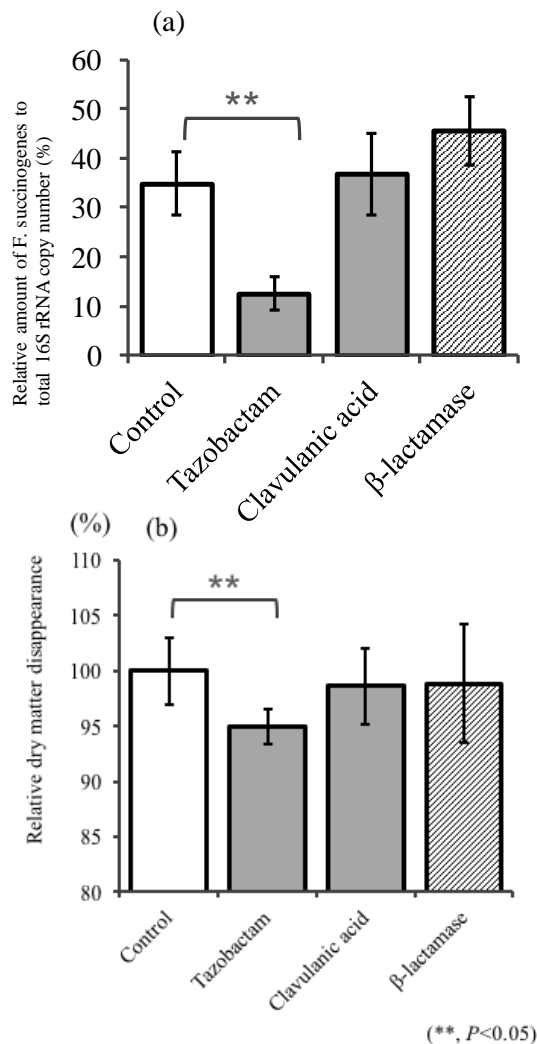 (a)
Relative amount of F. succinogenes to
total 16S rRNA copy number (%)
60
50
40
30
20
10
0
**
Control
Tazobactam
Clavulanic acid
β-lactamase
(%)
(b)
Relative dry matter disappearance
110
105
100
95
90
85
80
**
Control
Tazobactam
Clavulanic acid
β-lactamase
(**, P<0.05)